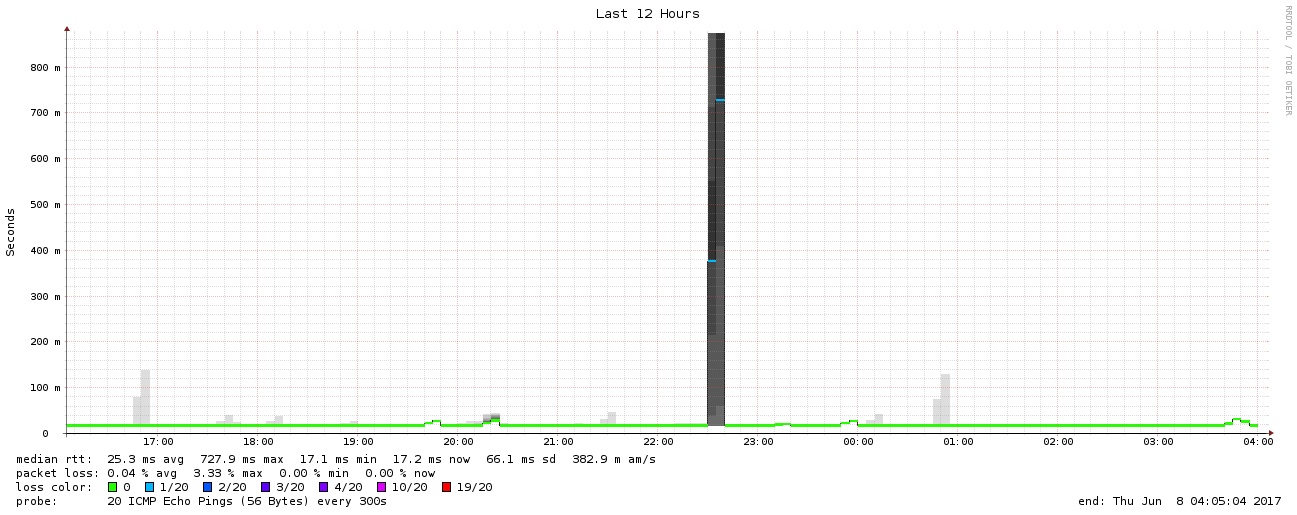 Last 12 Hours
RRDTOOL / TOBI OETIKER
Seconds
800 m
700 m
600 m
500 m
400 m
300 m
200 m
100 m
0
17:00 18:00 19:00 20:00 21:00 22:00 23:00 00:00 01:00 02:00 03:00 04:00
median rtt: 25.3 ms avg 727.9 ms max 17.1 ms min 17.2 ms now 66.1 ms sd 382.9 m am/s
packet loss: 0.04 % avg 3.33 % max 0.00 % min 0.00 % now
loss color: 0 1/20 2/20 3/20 4/20 10/20 19/20
probe: 20 ICMP Echo Pings (56 Bytes) every 300s end: Thu Jun 8 04:05:04 2017